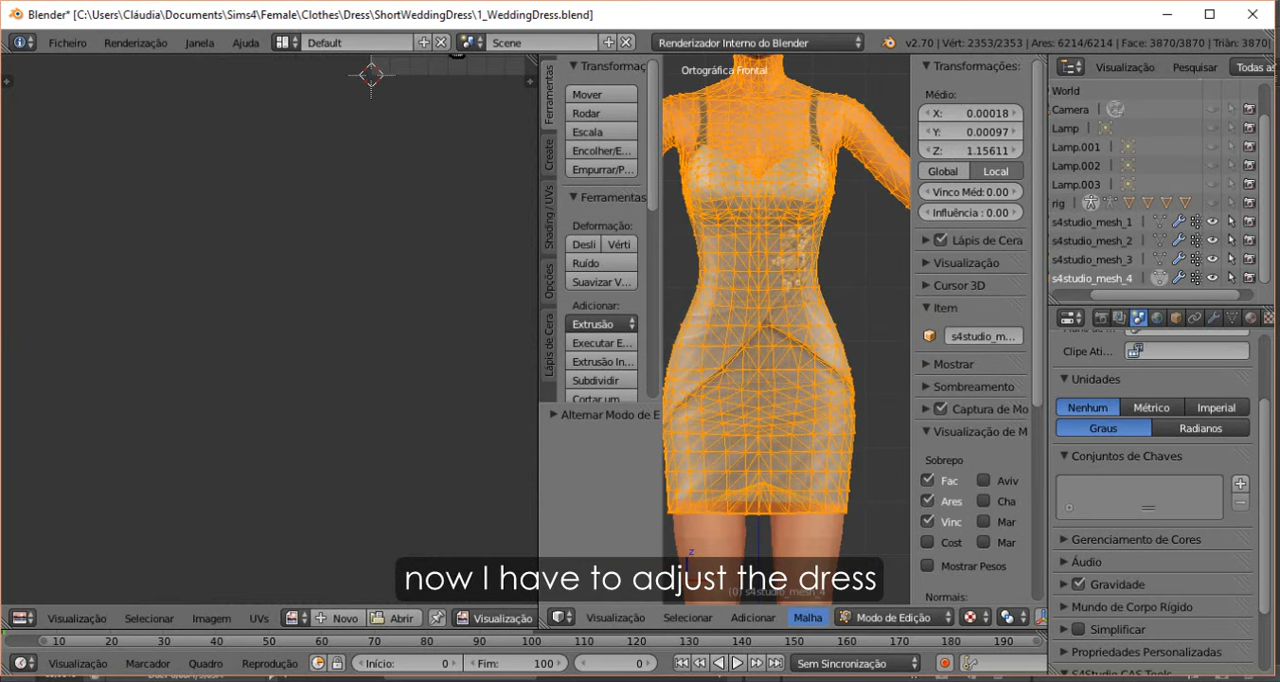 Blender* [C:\Users\Cláudia\Documents\Sims4\Female\Clothes\Dress\ShortWeddingDress\1_WeddingDress.blend]
Ficheiro Renderização Janela Ajuda Default Scene Renderizador Interno do Blender v2.70 | Vért: 2353/2353 | Ares: 6214/6214 | Face: 3870/3870 | Triân: 3870|
Ferramentas
Create
Shading / UVs
Opções
Lápis de Cera
Transformaç
Mover
Rodar
Escala
Encolher/E...
Empurrar/P...
Ferramentas
Deformação:
Desli Vérti
Ruído
Suavizar V...
Adicionar:
Extrusão
Executar E...
Extrusão In...
Subdividir
Cortar um
Alternar Modo de E
Ortográfica Frontal
z
(0) s4studio_mesh_4
now I have to adjust the dress
Transformações:
Médio:
X: 0.00018
Y: 0.00097
Z: 1.15611
Global Local
Vinco Méd: 0.00
Influência : 0.00
Lápis de Cera
Visualização
Cursor 3D
Item
s4studio_m...
Mostrar
Sombreamento
Captura de Mo
Visualização de M
Sobrepo
Fac Aviv
Ares Cha
Vinc Mar
Cost Mar
Mostrar Pesos
Normais:
Visualização Pesquisar Todas as
World
Camera
Lamp
Lamp.001
Lamp.002
Lamp.003
rig
s4studio_mesh_1
s4studio_mesh_2
s4studio_mesh_3
s4studio_mesh_4
Clipe Ati...
Unidades
Nenhum Métrico Imperial
Graus Radianos
Conjuntos de Chaves
Gerenciamento de Cores
Áudio
Gravidade
Mundo de Corpo Rígido
Simplificar
Propriedades Personalizadas
S4Studio CAS Tools
Visualização Selecionar Imagem UVs Novo Abrir Visualização
Visualização Selecionar Adicionar Malha Modo de Edição
10 20 30 40 50 60 70 80 90 100 110 120 130 140 150 160 170 180 190
Visualização Marcador Quadro Reprodução Início: 0 Fim: 100 0 Sem Sincronização